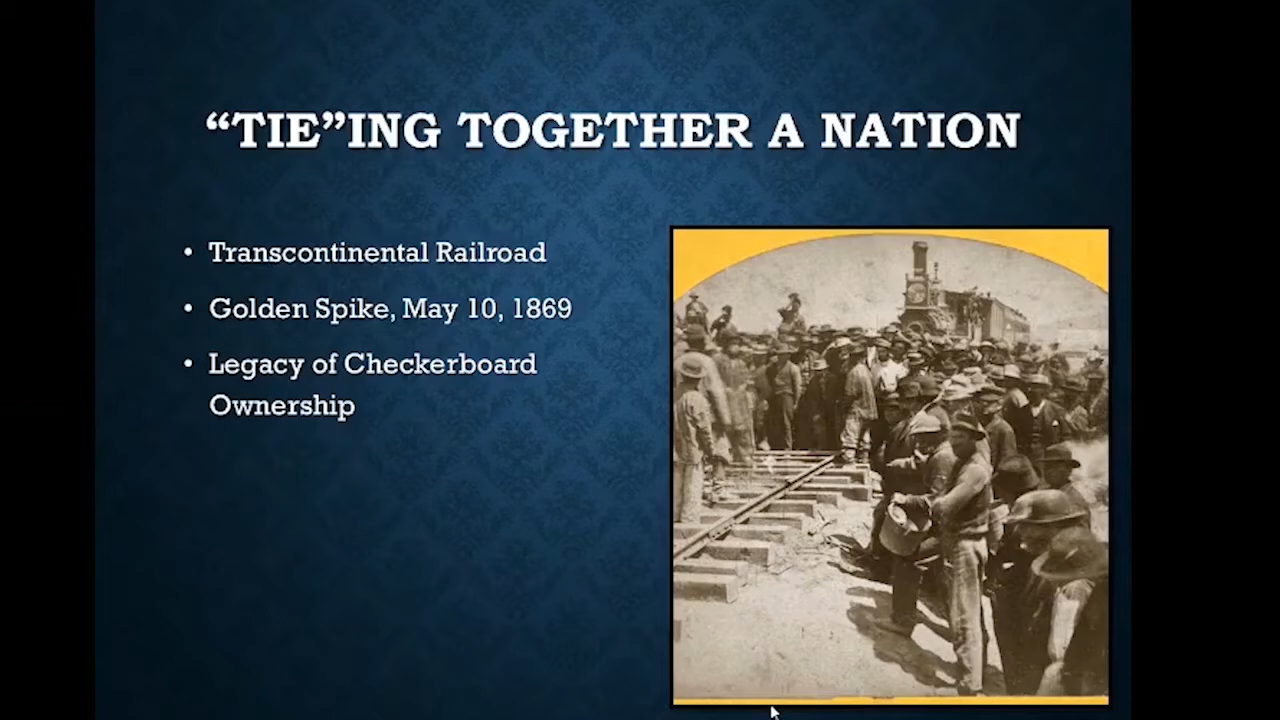 “TIE”ING TOGETHER A NATION
• Transcontinental Railroad
• Golden Spike, May 10, 1869
• Legacy of Checkerboard
Ownership